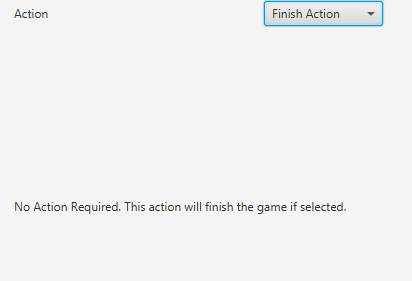 Action
Finish Action
No Action Required. This action will finish the game if selected.